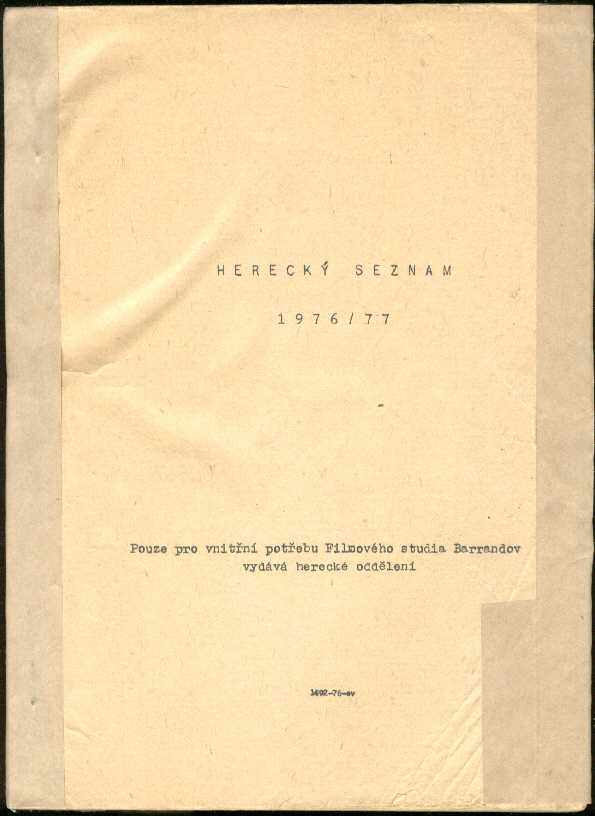 HERECKÝ SEZNAM
1976/77
Pouze pro vnitřní potřebu Filmového studia Barrandov
vydává herecké oddělení
1492-76-ev